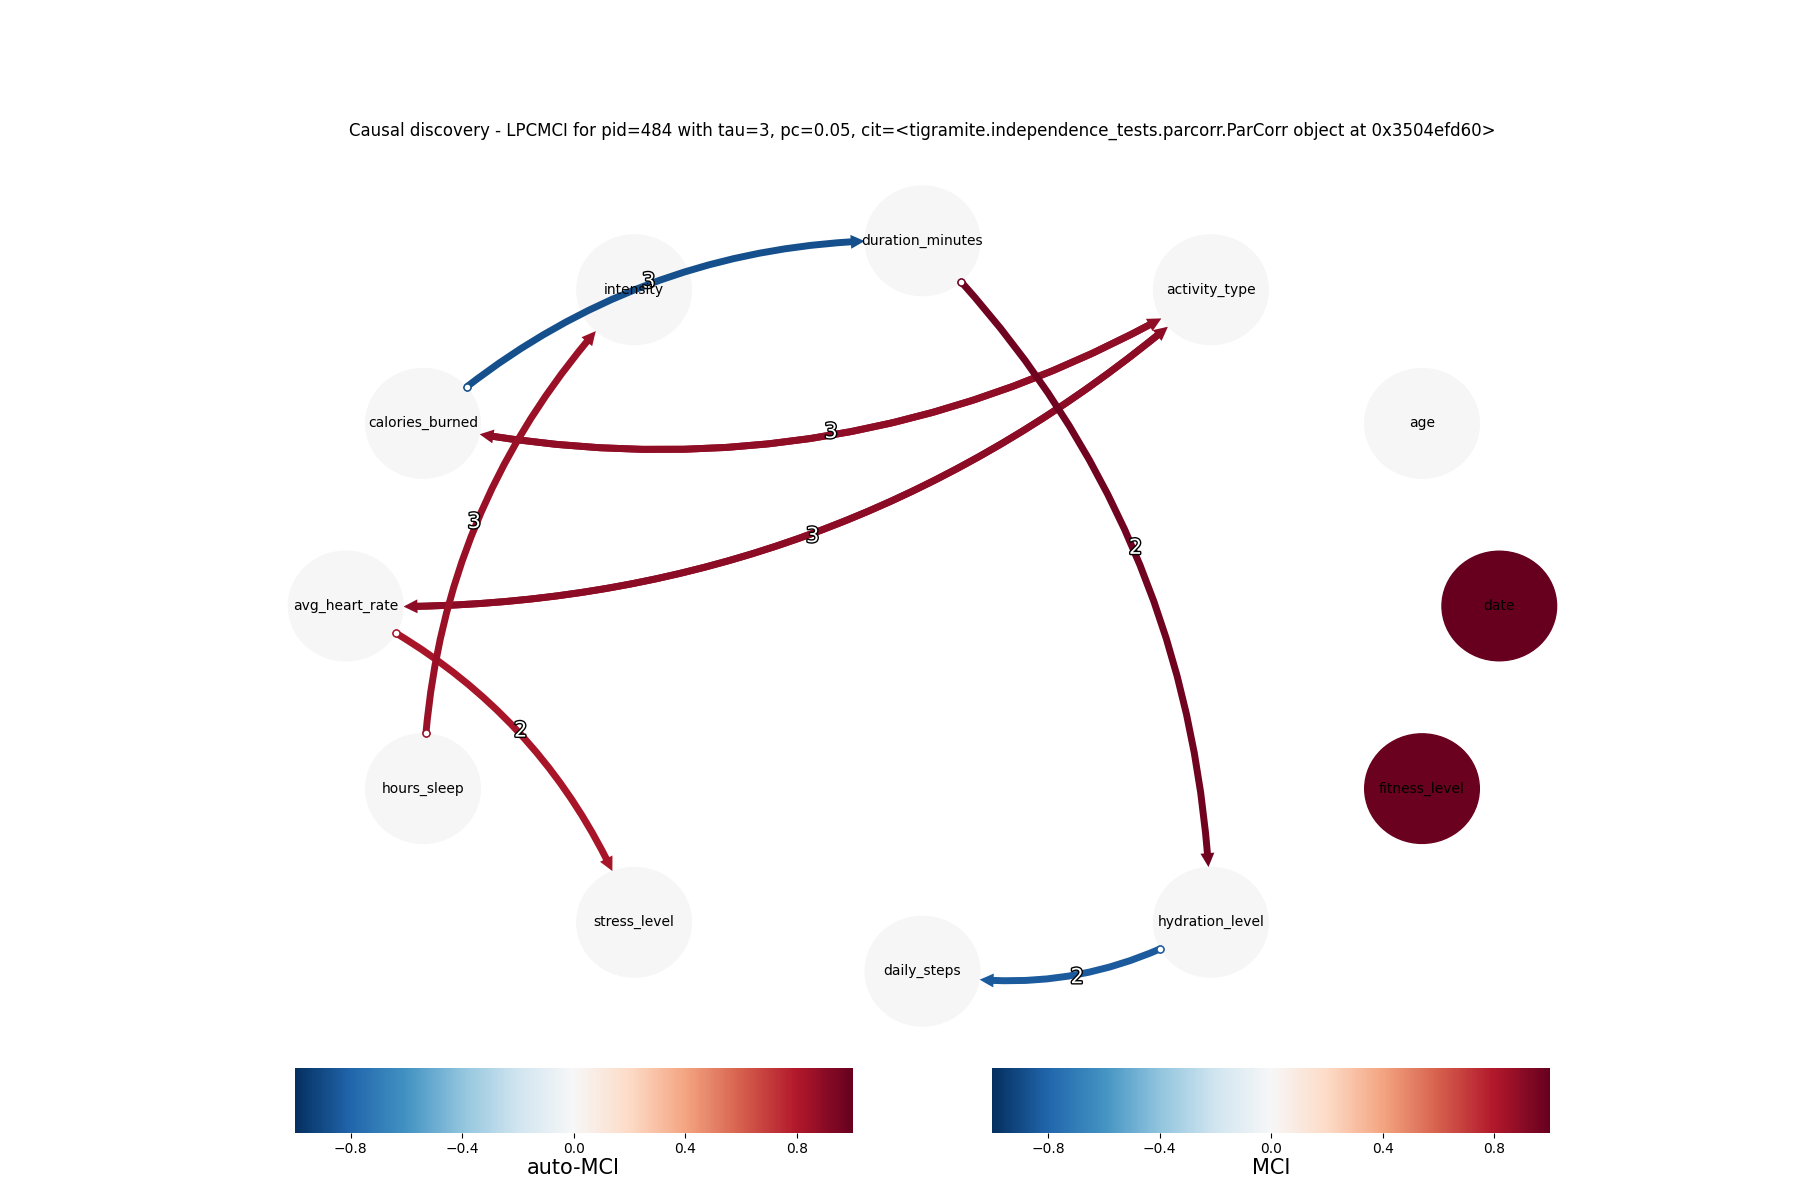 Causal discovery - LPCMCI for pid=484 with tau=3, pc=0.05, cit=<tigramite.independence_tests.parcorr.ParCorr object at 0x3504efd60>
duration_minutes
3
intensity
activity_type
calories_burned
3
age
3
3
2
avg_heart_rate
date
2
hours_sleep
fitness_level
stress_level
hydration_level
daily_steps
2
−0.8 −0.4 0.0 0.4 0.8
auto-MCI
−0.8 −0.4 0.0 0.4 0.8
MCI